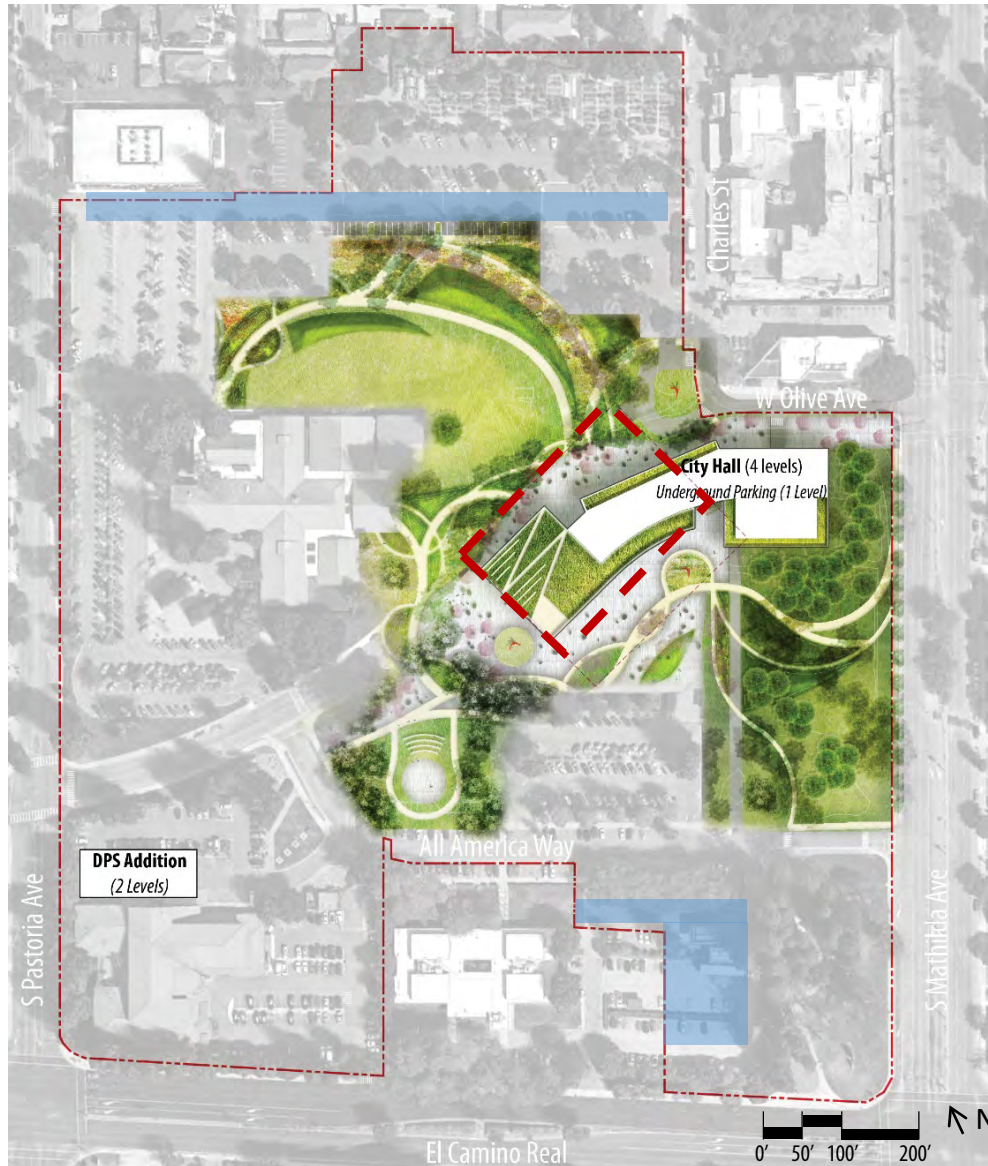 Charles St
W Olive Ave
City Hall (4 levels)
Underground Parking (1 Level)
All America Way
DPS Addition
(2 Levels)
S Pastoria Ave
S Mathilda Ave
El Camino Real
N
0' 50' 100' 200'